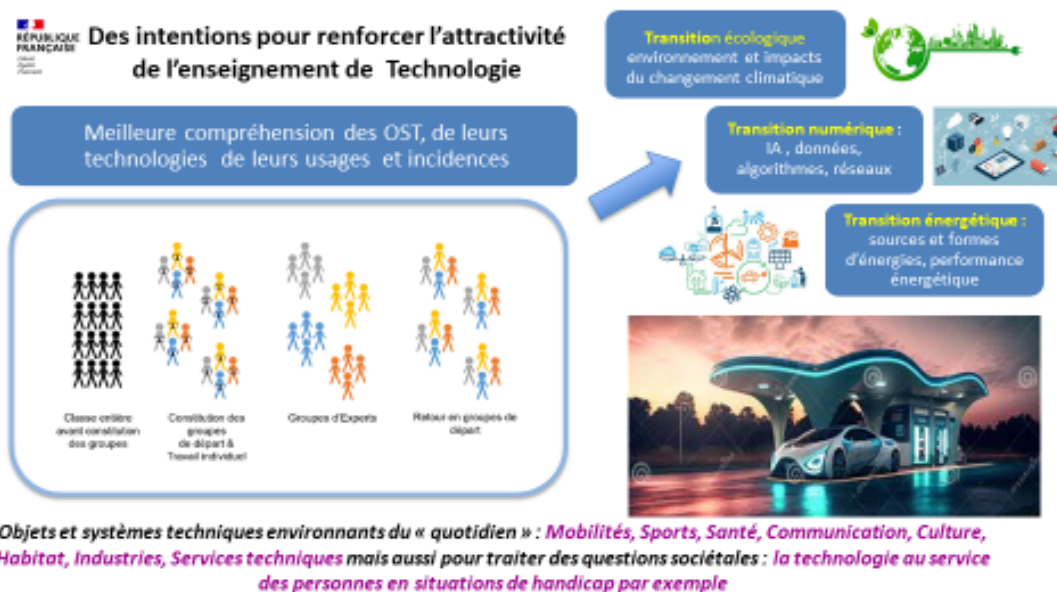 RÉPUBLIQUE
FRANÇAISE
Des intentions pour renforcer l'attractivité
de l'enseignement de Technologie
Transition écologique
environnement et impacts
du changement climatique
Meilleure compréhension des OST, de leurs
technologies de leurs usages et incidences
Transition numérique :
IA , données,
algorithmes, réseaux
Transition énergétique :
sources et formes
d'énergies, performance
énergétique
Classe entière
avant constitution
des groupes
Constitution des
groupes
de départ &
Travail individuel
Groupes d'Experts
Retour en groupes de
départ
Objets et systèmes techniques environnants du « quotidien » : Mobilités, Sports, Santé, Communication, Culture,
Habitat, Industries, Services techniques mais aussi pour traiter des questions sociétales : la technologie au service
des personnes en situations de handicap par exemple